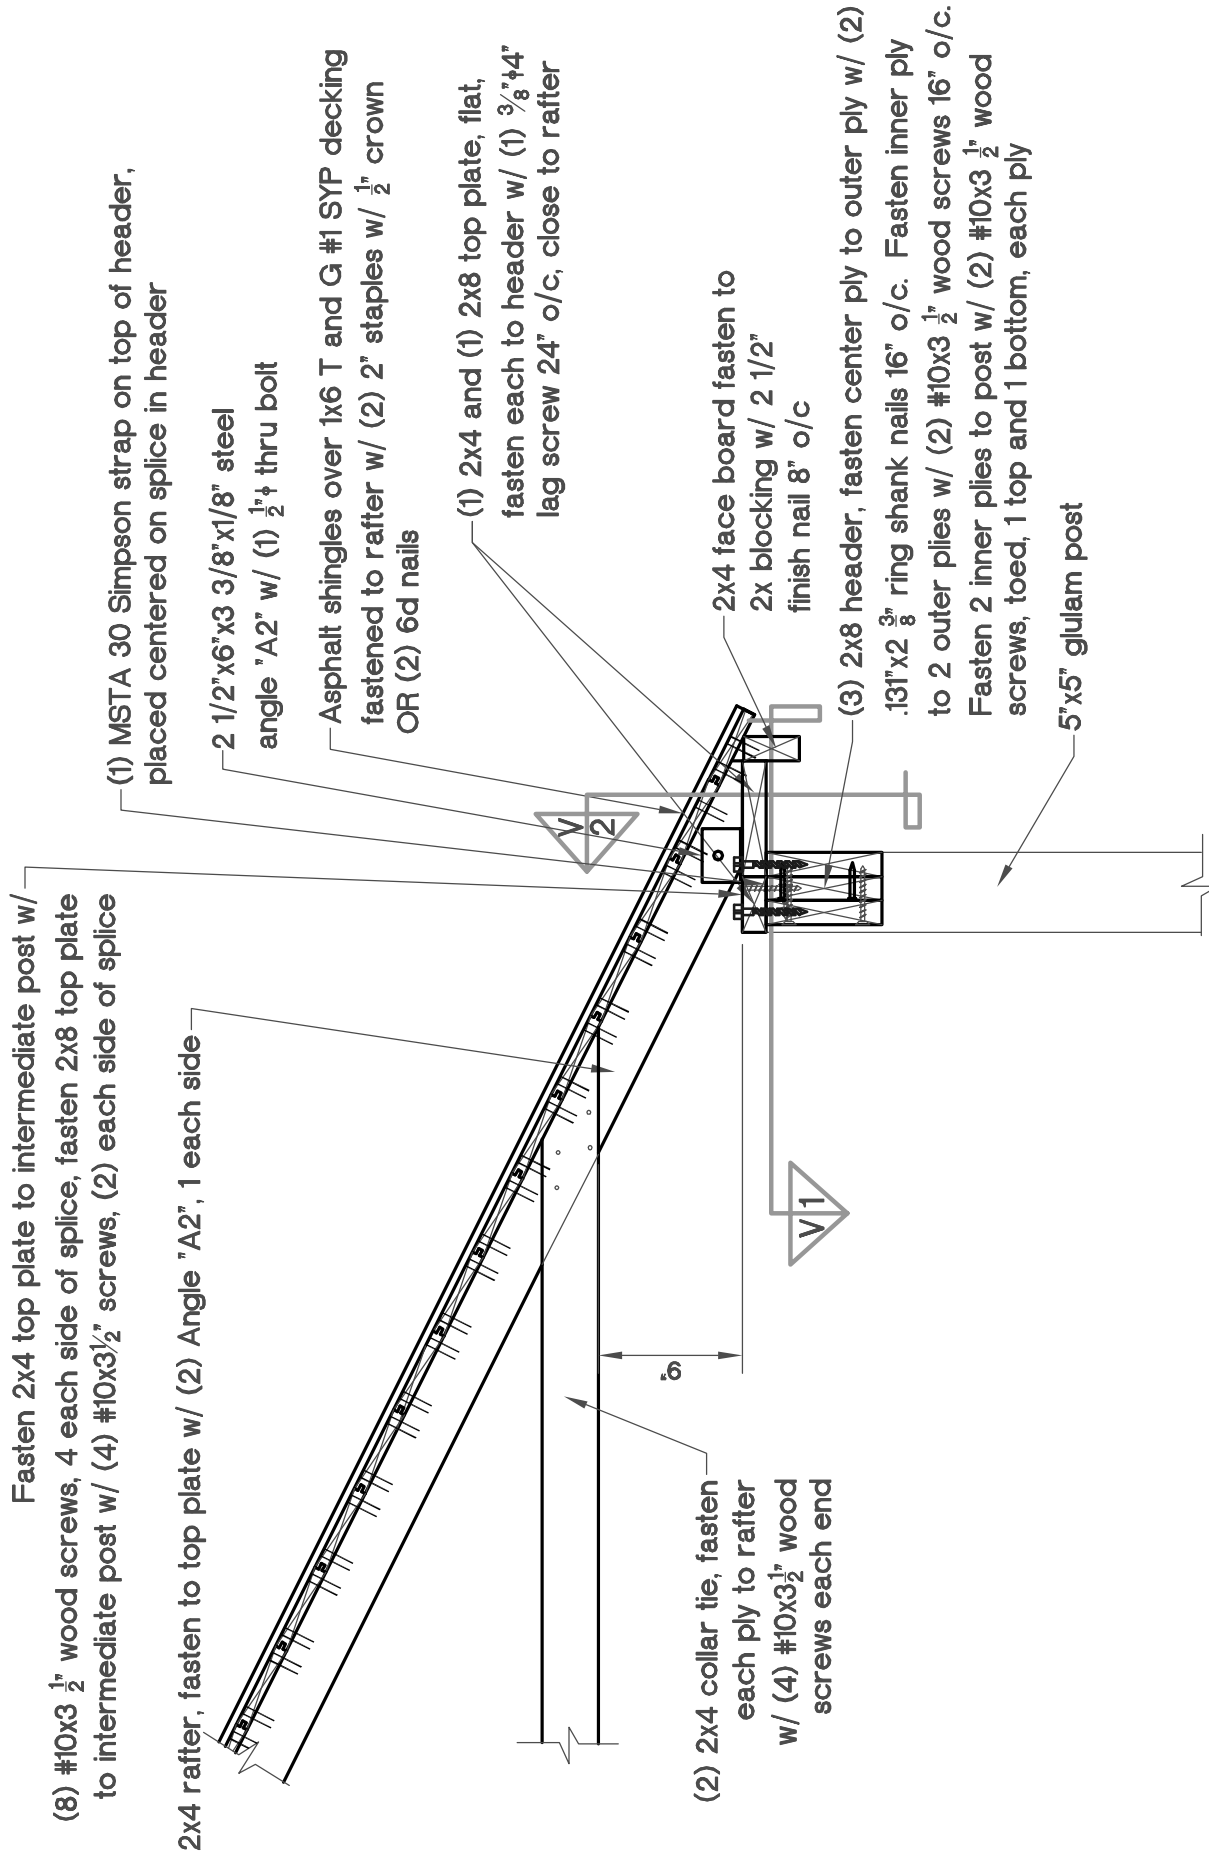 Fasten 2x4 top plate to intermediate post w/
(8) #10x3 1/2" wood screws, 4 each side of splice, fasten 2x8 top plate
to intermediate post w/ (4) #10x3½" screws, (2) each side of splice
2x4 rafter, fasten to top plate w/ (2) Angle "A2", 1 each side
(1) MSTA 30 Simpson strap on top of header,
placed centered on splice in header
2 1/2"x6"x3 3/8"x1/8" steel
angle "A2" w/ (1) 1/2"ϕ thru bolt
Asphalt shingles over 1x6 T and G #1 SYP decking
fastened to rafter w/ (2) 2" staples w/ 1/2" crown
OR (2) 6d nails
(1) 2x4 and (1) 2x8 top plate, flat,
fasten each to header w/ (1) 3/8"ϕ4"
lag screw 24" o/c, close to rafter
2x4 face board fasten to
2x blocking w/ 2 1/2"
finish nail 8" o/c
(3) 2x8 header, fasten center ply to outer ply w/ (2)
.131"x2 3/8" ring shank nails 16" o/c. Fasten inner ply
to 2 outer plies w/ (2) #10x3 1/2" wood screws 16" o/c.
Fasten 2 inner plies to post w/ (2) #10x3 1/2" wood
screws, toed, 1 top and 1 bottom, each ply
5"x5" glulam post
(2) 2x4 collar tie, fasten
each ply to rafter
w/ (4) #10x3 1/2" wood
screws each end
9"
V
2
V 1